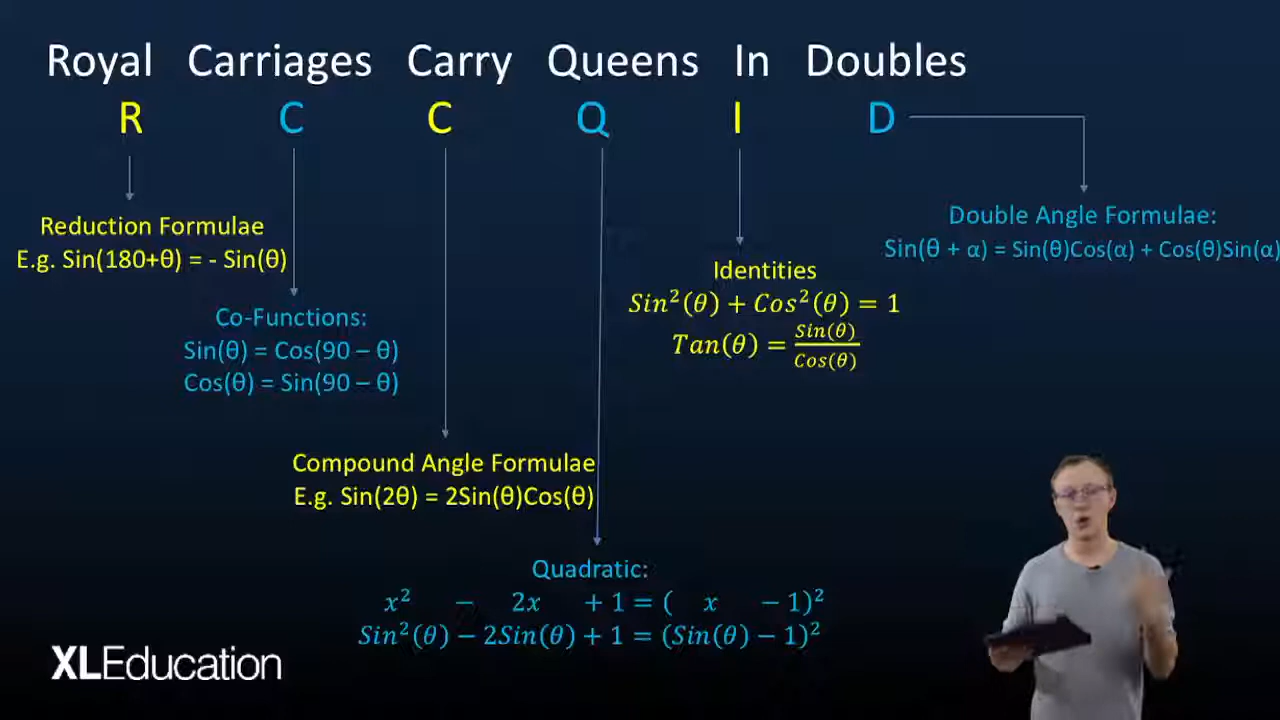 Royal Carriages Carry Queens In Doubles
R C C Q I D
Reduction Formulae
E.g. Sin(180+θ) = - Sin(θ)
Co-Functions:
Sin(θ) = Cos(90 – θ)
Cos(θ) = Sin(90 – θ)
Compound Angle Formulae
E.g. Sin(2θ) = 2Sin(θ)Cos(θ)
Quadratic:
x² − 2x + 1 = ( x − 1)²
Sin²(θ) − 2Sin(θ) + 1 = (Sin(θ) − 1)²
Identities
Sin²(θ) + Cos²(θ) = 1
Tan(θ) = Sin(θ)/Cos(θ)
Double Angle Formulae:
Sin(θ + α) = Sin(θ)Cos(α) + Cos(θ)Sin(α)
XLEducation